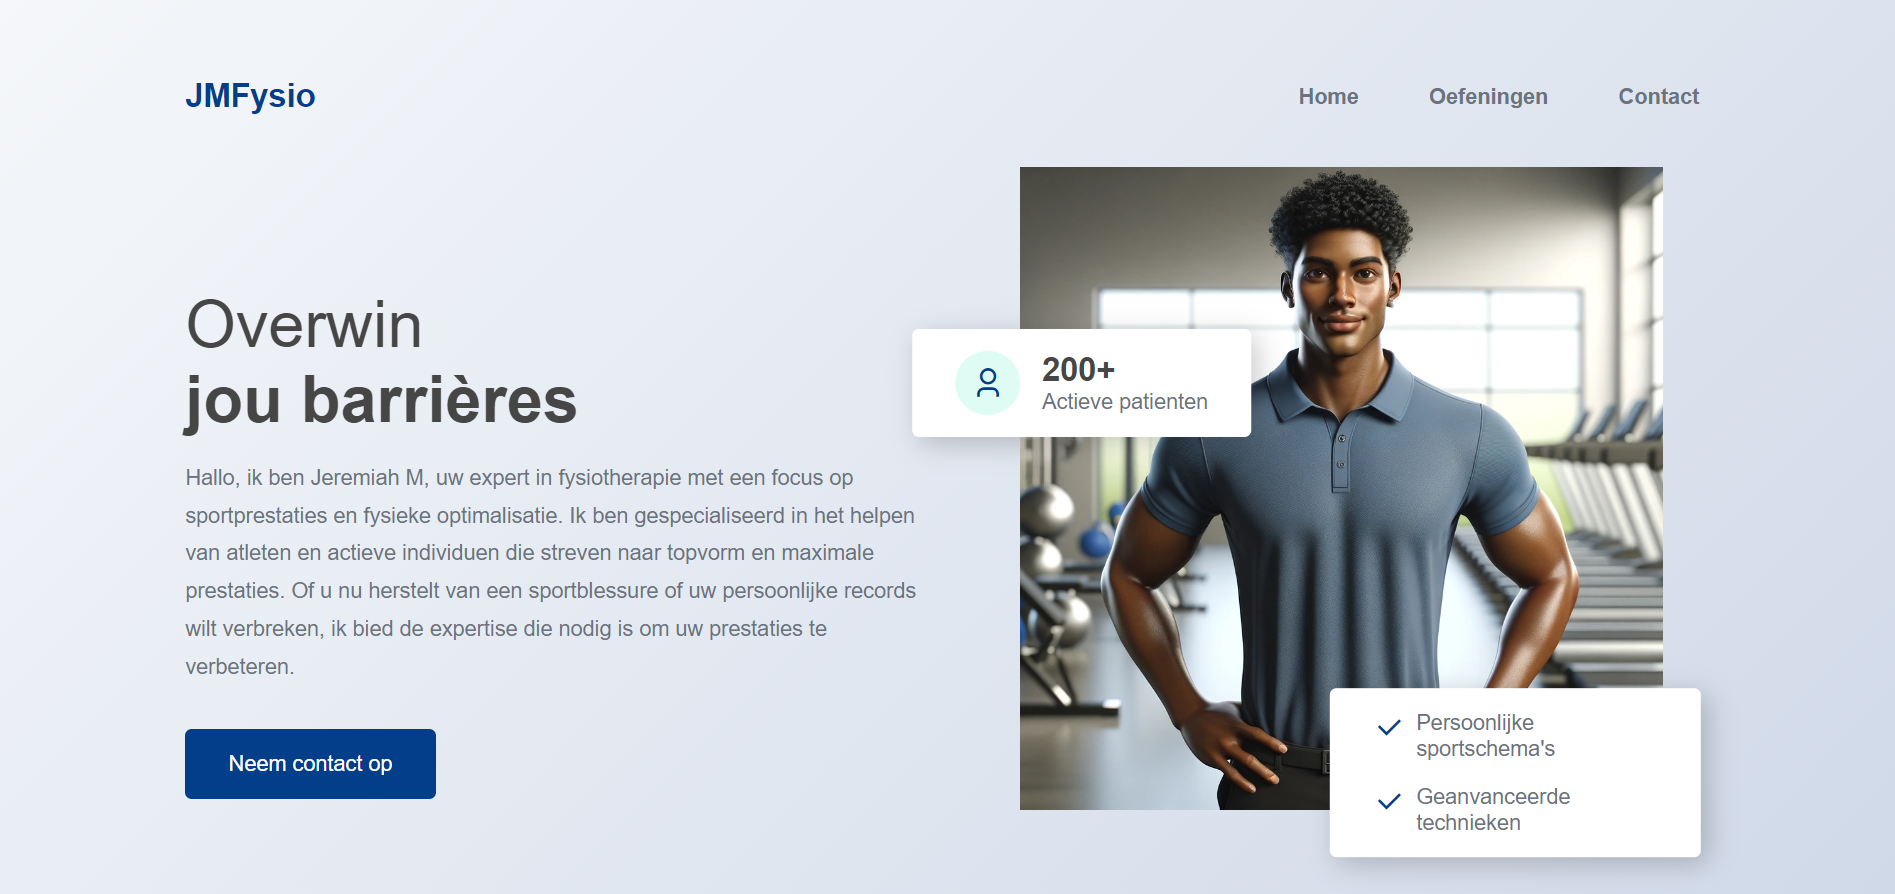 JMFysio
Home
Oefeningen
Contact
Overwin
jou barrières
Hallo, ik ben Jeremiah M, uw expert in fysiotherapie met een focus op
sportprestaties en fysieke optimalisatie. Ik ben gespecialiseerd in het helpen
van atleten en actieve individuen die streven naar topvorm en maximale
prestaties. Of u nu herstelt van een sportblessure of uw persoonlijke records
wilt verbreken, ik bied de expertise die nodig is om uw prestaties te
verbeteren.
Neem contact op
200+
Actieve patienten
Persoonlijke
sportschema's
Geanvanceerde
technieken